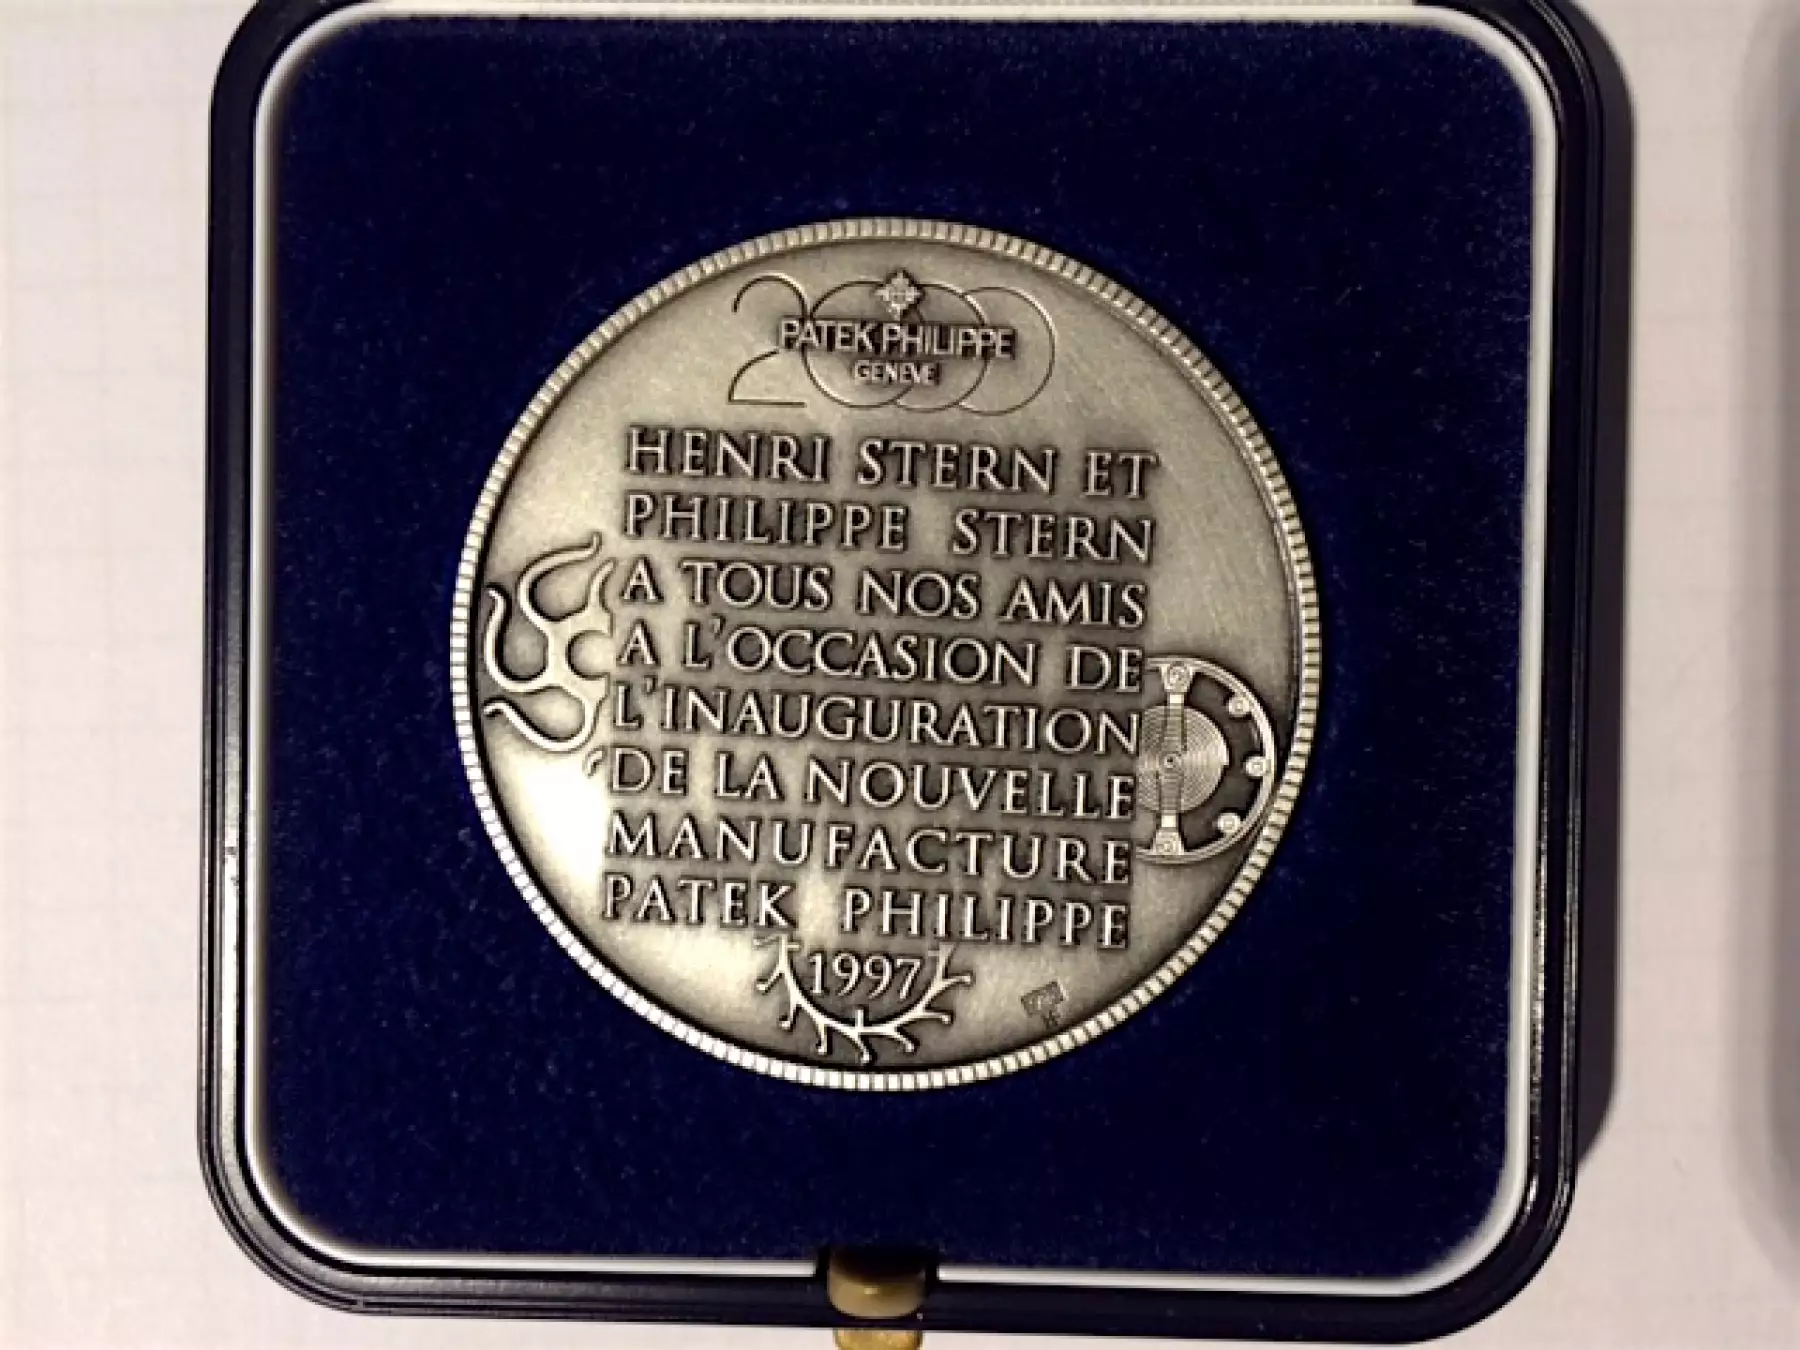 2000
PATEK PHILIPPE
GENEVE
HENRI STERN ET
PHILIPPE STERN
A TOUS NOS AMIS
A L'OCCASION DE
L'INAUGURATION
DE LA NOUVELLE
MANUFACTURE
PATEK PHILIPPE
1997